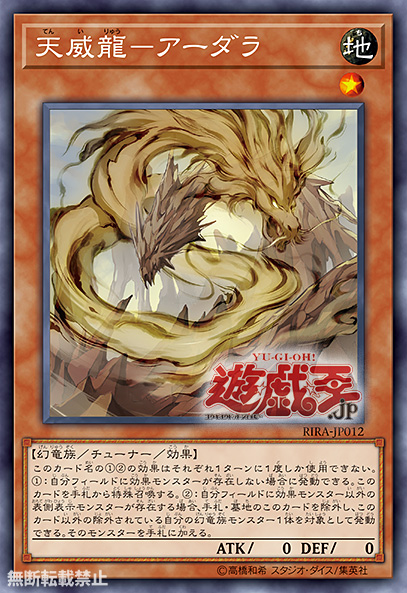 天威龍－アーダラ
地
YU-GI-OH!
遊戯王
.JP
RIRA-JP012
【幻竜族／チューナー／効果】
このカード名の①②の効果はそれぞれ１ターンに１度しか使用できない。
①：自分フィールドに効果モンスターが存在しない場合に発動できる。この
カードを手札から特殊召喚する。②：自分フィールドに効果モンスター以外の
表側表示モンスターが存在する場合、手札・墓地のこのカードを除外し、この
カード以外の除外されている自分の幻竜族モンスター１体を対象として発動
できる。そのモンスターを手札に加える。
ATK/ 0 DEF/ 0
無断転載禁止
©高橋和希 スタジオ・ダイス/集英社